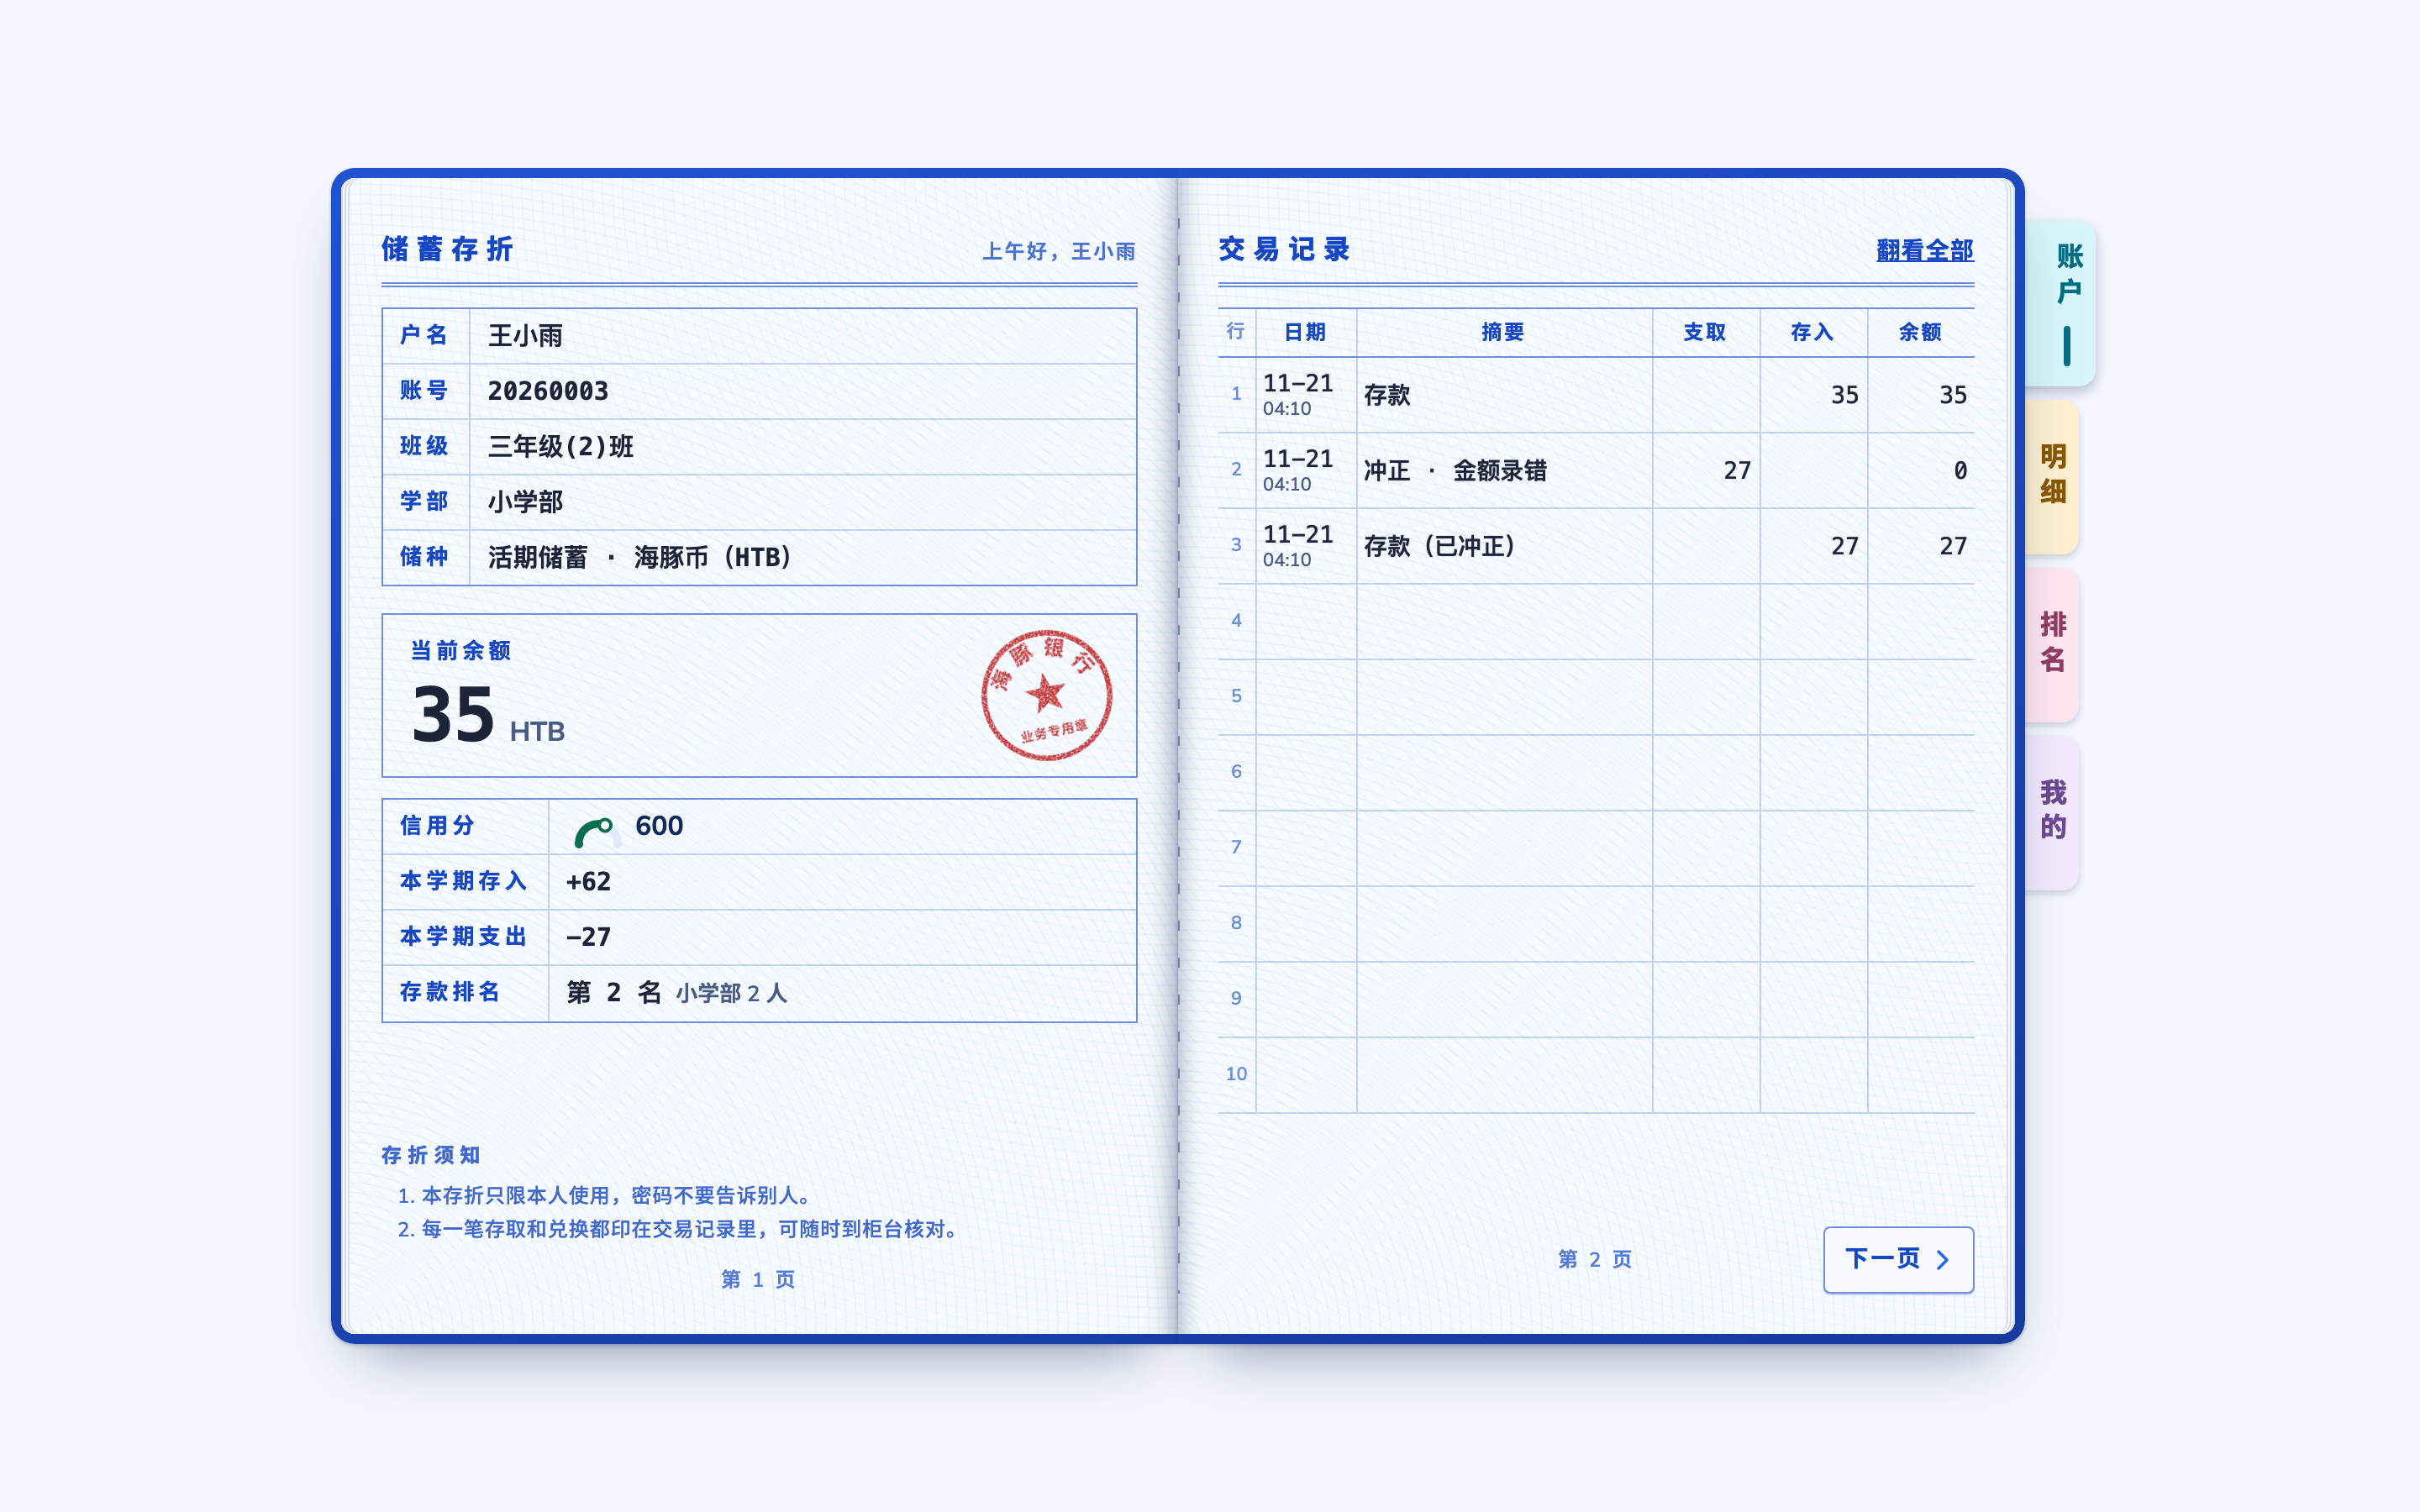 储蓄存折
上午好，王小雨
户名 王小雨
账号 20260003
班级 三年级(2)班
学部 小学部
储种 活期储蓄 · 海豚币（HTB）
当前余额
35 HTB
海豚银行
业务专用章
信用分 600
本学期存入 +62
本学期支出 −27
存款排名 第 2 名 小学部 2 人
存折须知
1. 本存折只限本人使用，密码不要告诉别人。
2. 每一笔存取和兑换都印在交易记录里，可随时到柜台核对。
第 1 页
交易记录
翻看全部
行 日期 摘要 支取 存入 余额
1 11−21 04:10 存款 35 35
2 11−21 04:10 冲正 · 金额录错 27 0
3 11−21 04:10 存款（已冲正） 27 27
4
5
6
7
8
9
10
第 2 页
下一页
账户
明细
排名
我的